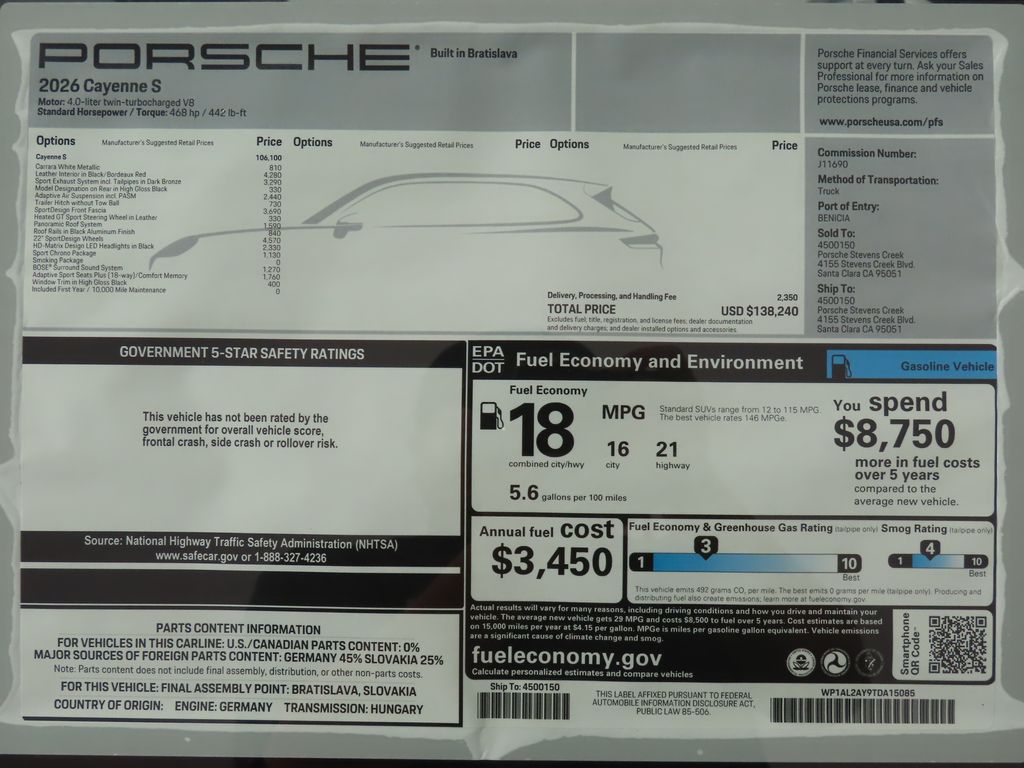 PORSCHE
Built in Bratislava
2026 Cayenne S
Motor: 4.0-liter twin-turbocharged V8
Standard Horsepower / Torque: 468 hp / 442 lb-ft
Porsche Financial Services offers
support at every turn. Ask your Sales
Professional for more information on
Porsche lease, finance and vehicle
protections programs.
www.porscheusa.com/pfs
Options Manufacturer's Suggested Retail Prices Price Options Manufacturer's Suggested Retail Prices Price Options Manufacturer's Suggested Retail Prices Price
Cayenne S 106,100
Carrara White Metallic 810
Leather Interior in Black/Bordeaux Red 4,280
Sport Exhaust System incl. Tailpipes in Dark Bronze 3,290
Model Designation on Rear in High Gloss Black 330
Adaptive Air Suspension incl. PASM 2,440
Trailer Hitch without Tow Ball 730
SportDesign Front Fascia 3,690
Heated GT Sport Steering Wheel in Leather 330
Panoramic Roof System 1,590
Roof Rails in Black Aluminum Finish 840
22" SportDesign Wheels 4,570
HD-Matrix Design LED Headlights in Black 2,330
Sport Chrono Package 1,130
Smoking Package 0
BOSE® Surround Sound System 1,270
Adaptive Sport Seats Plus (18-way)/Comfort Memory 1,760
Window Trim in High Gloss Black 400
Included First Year / 10,000 Mile Maintenance 0
Delivery, Processing, and Handling Fee 2,350
TOTAL PRICE USD $138,240
Excludes fuel, title, registration, and license fees, dealer documentation
and delivery charges, and dealer installed options and accessories.
Commission Number:
J11690
Method of Transportation:
Truck
Port of Entry:
BENICIA
Sold To:
4500150
Porsche Stevens Creek
4155 Stevens Creek Blvd.
Santa Clara CA 95051
Ship To:
4500150
Porsche Stevens Creek
4155 Stevens Creek Blvd.
Santa Clara CA 95051
GOVERNMENT 5-STAR SAFETY RATINGS
This vehicle has not been rated by the
government for overall vehicle score,
frontal crash, side crash or rollover risk.
Source: National Highway Traffic Safety Administration (NHTSA)
www.safecar.gov or 1-888-327-4236
PARTS CONTENT INFORMATION
FOR VEHICLES IN THIS CARLINE: U.S./CANADIAN PARTS CONTENT: 0%
MAJOR SOURCES OF FOREIGN PARTS CONTENT: GERMANY 45% SLOVAKIA 25%
Note: Parts content does not include final assembly, distribution, or other non-parts costs.
FOR THIS VEHICLE: FINAL ASSEMBLY POINT: BRATISLAVA, SLOVAKIA
COUNTRY OF ORIGIN: ENGINE: GERMANY TRANSMISSION: HUNGARY
EPA
DOT
Fuel Economy and Environment
Gasoline Vehicle
Fuel Economy
18 MPG
combined city/hwy
16 city
21 highway
Standard SUVs range from 12 to 115 MPG.
The best vehicle rates 146 MPGe.
5.6 gallons per 100 miles
You spend
$8,750
more in fuel costs
over 5 years
compared to the
average new vehicle.
Annual fuel cost
$3,450
Fuel Economy & Greenhouse Gas Rating (tailpipe only)
1 3 10
Best
Smog Rating (tailpipe only)
1 4 10
Best
This vehicle emits 492 grams CO₂ per mile. The best emits 0 grams per mile (tailpipe only). Producing and
distributing fuel also create emissions; learn more at fueleconomy.gov.
Actual results will vary for many reasons, including driving conditions and how you drive and maintain your
vehicle. The average new vehicle gets 29 MPG and costs $8,500 to fuel over 5 years. Cost estimates are based
on 15,000 miles per year at $4.15 per gallon. MPGe is miles per gasoline gallon equivalent. Vehicle emissions
are a significant cause of climate change and smog.
fueleconomy.gov
Calculate personalized estimates and compare vehicles
Smartphone
QR Code™
Ship To: 4500150
THIS LABEL AFFIXED PURSUANT TO FEDERAL
AUTOMOBILE INFORMATION DISCLOSURE ACT,
PUBLIC LAW 85-506.
WP1AL2AY9TDA15085